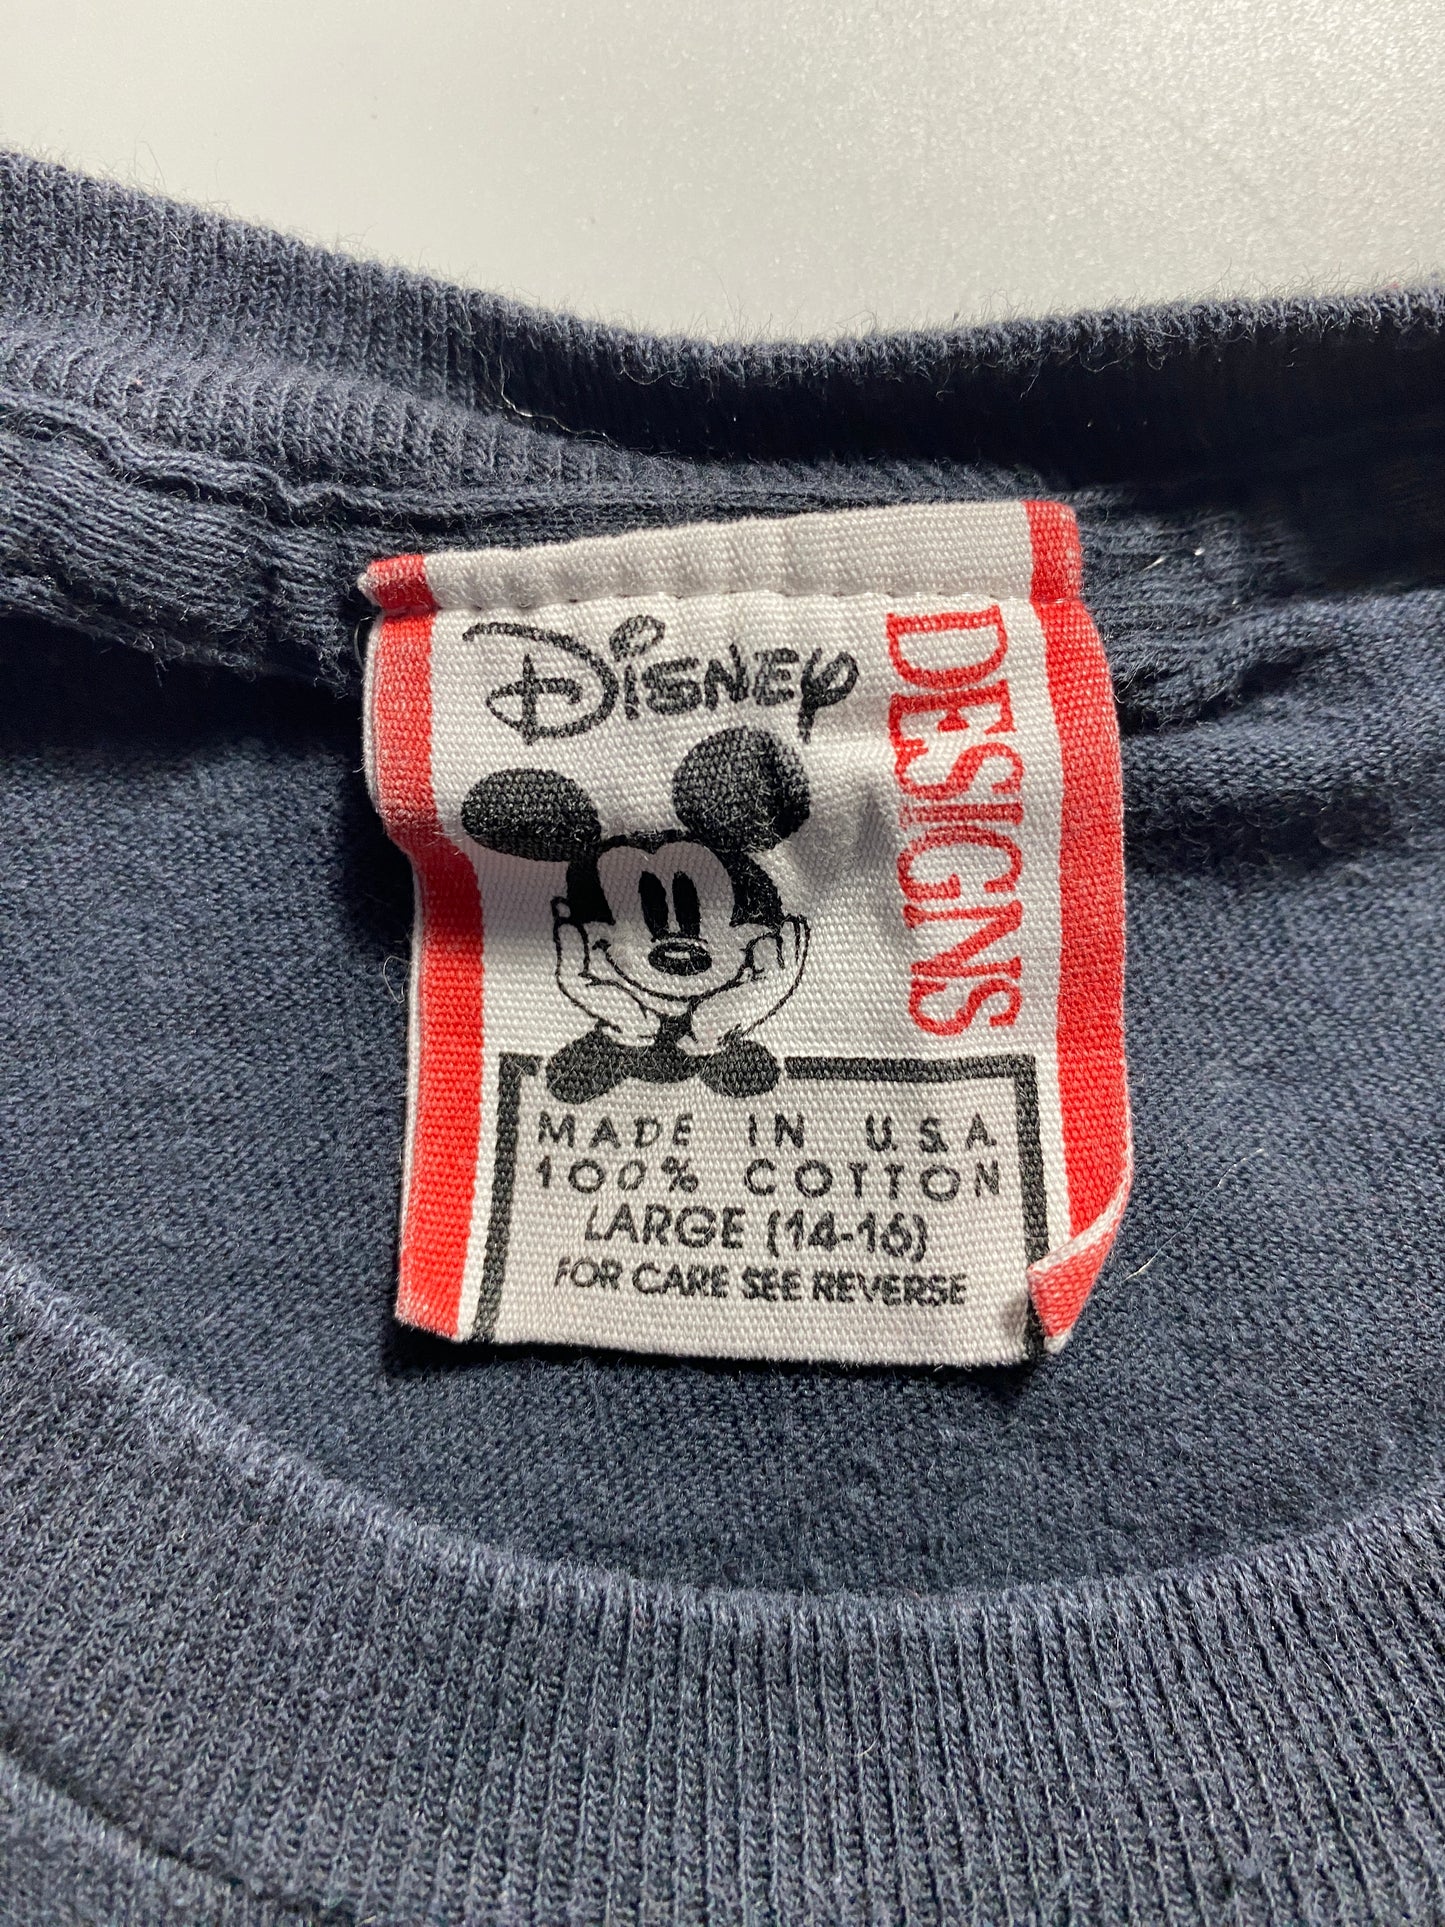 Disney
DESIGNS
MADE IN U.S.A.
100% COTTON
LARGE (14-16)
FOR CARE SEE REVERSE